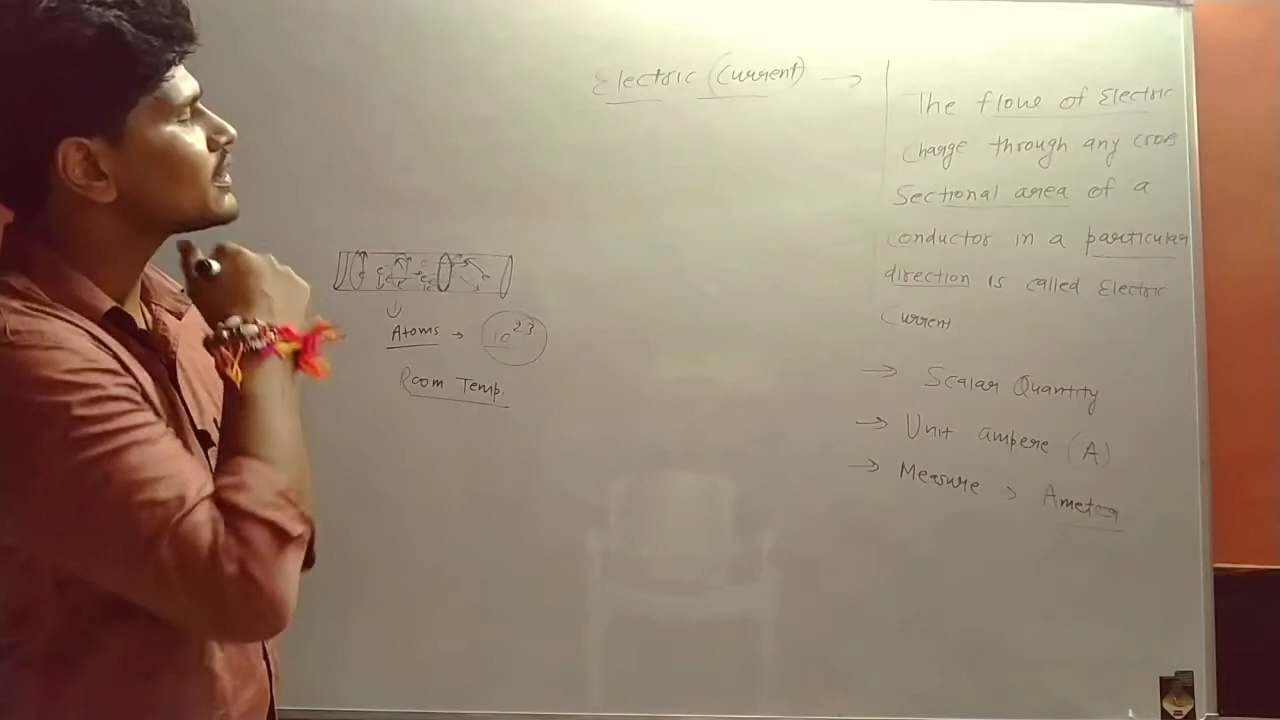 Electric (Current) →
The flowe of Electric
Charge through any cross
Sectional area of a
conductor in a particular
direction is called Electric
Current
→ Scalar Quantity
→ Unit ampere (A)
→ Measure > Ameter
Atoms → 10²³
Room Temp.